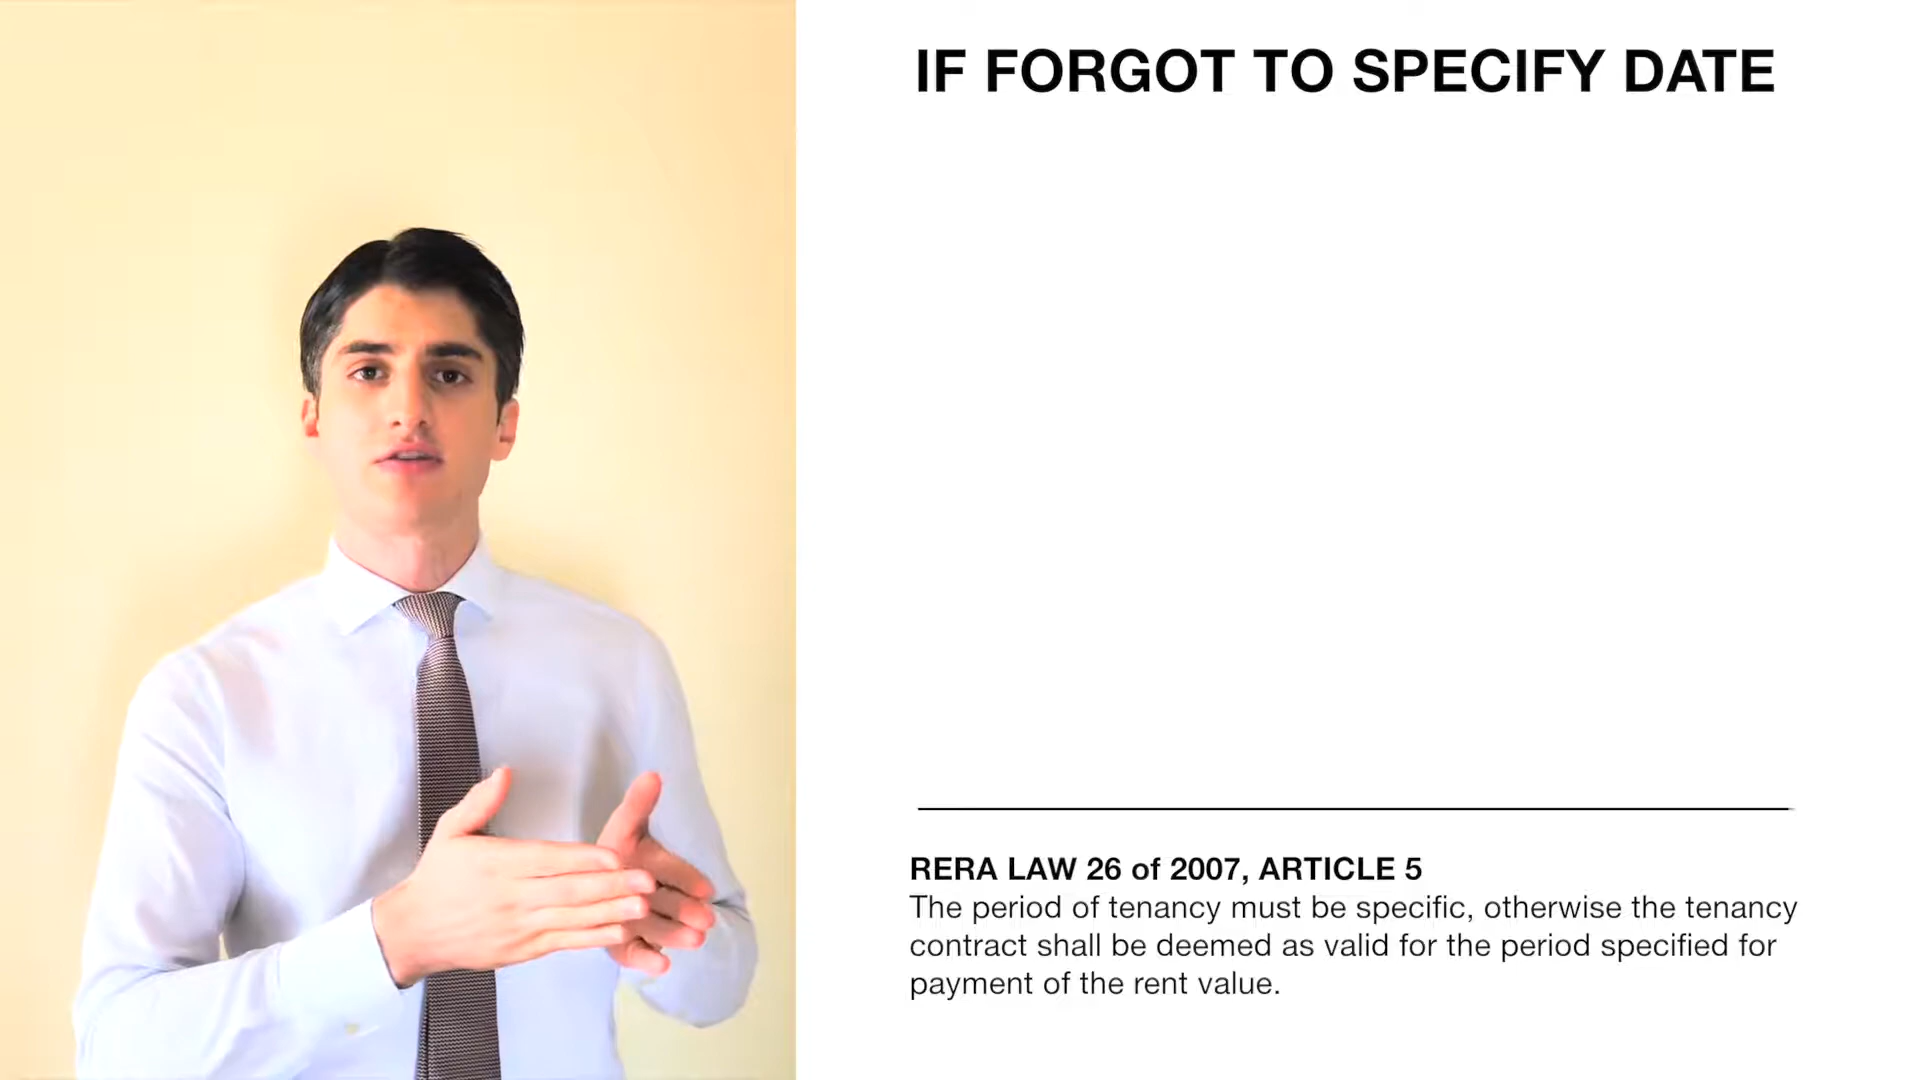 IF FORGOT TO SPECIFY DATE
RERA LAW 26 of 2007, ARTICLE 5
The period of tenancy must be specific, otherwise the tenancy
contract shall be deemed as valid for the period specified for
payment of the rent value.